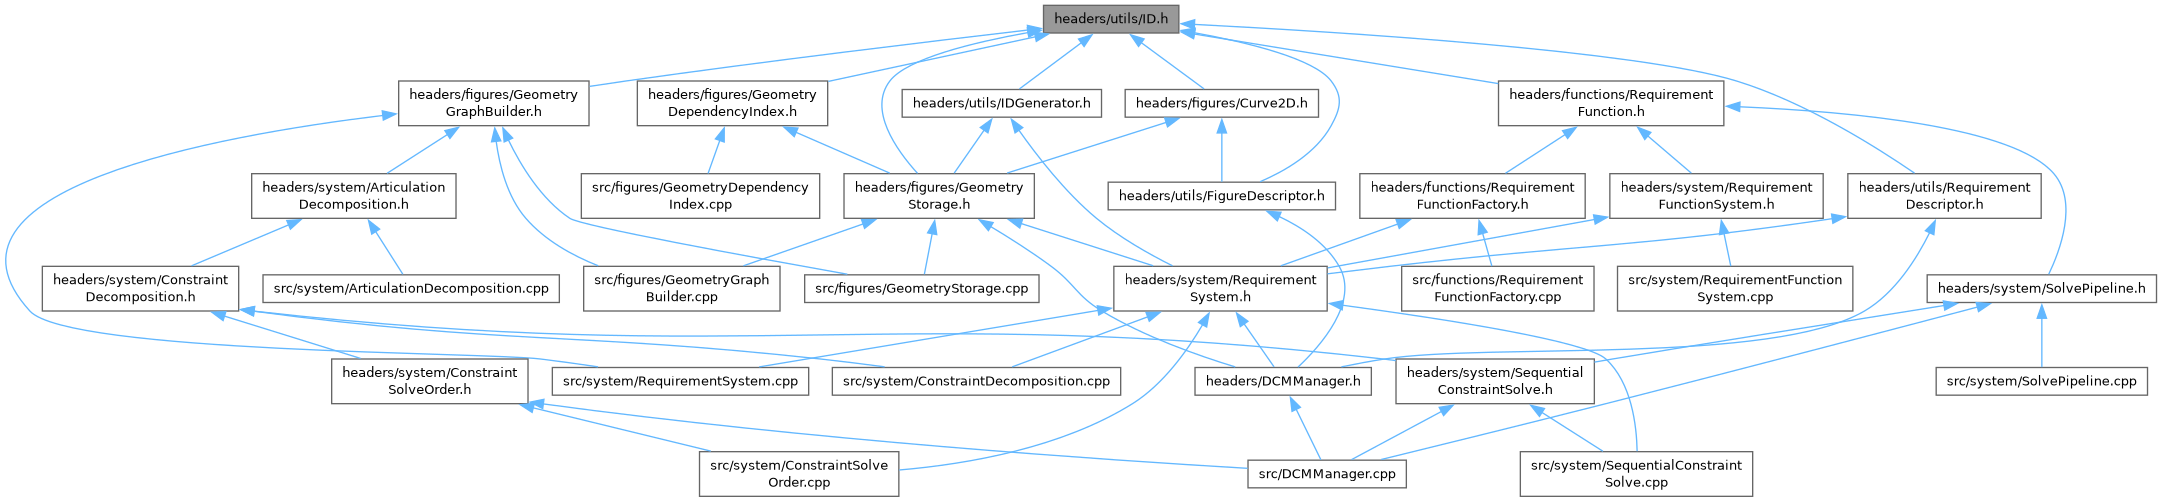 headers/utils/ID.h
headers/figures/Geometry
GraphBuilder.h
headers/figures/Geometry
DependencyIndex.h
headers/utils/IDGenerator.h
headers/figures/Curve2D.h
headers/functions/Requirement
Function.h
headers/system/Articulation
Decomposition.h
src/figures/GeometryDependency
Index.cpp
headers/figures/Geometry
Storage.h
headers/utils/FigureDescriptor.h
headers/functions/Requirement
FunctionFactory.h
headers/system/Requirement
FunctionSystem.h
headers/utils/Requirement
Descriptor.h
headers/system/Constraint
Decomposition.h
src/system/ArticulationDecomposition.cpp
src/figures/GeometryGraph
Builder.cpp
src/figures/GeometryStorage.cpp
headers/system/Requirement
System.h
src/functions/Requirement
FunctionFactory.cpp
src/system/RequirementFunction
System.cpp
headers/system/SolvePipeline.h
headers/system/Constraint
SolveOrder.h
src/system/RequirementSystem.cpp
src/system/ConstraintDecomposition.cpp
headers/DCMManager.h
headers/system/Sequential
ConstraintSolve.h
src/system/SolvePipeline.cpp
src/system/ConstraintSolve
Order.cpp
src/DCMManager.cpp
src/system/SequentialConstraint
Solve.cpp